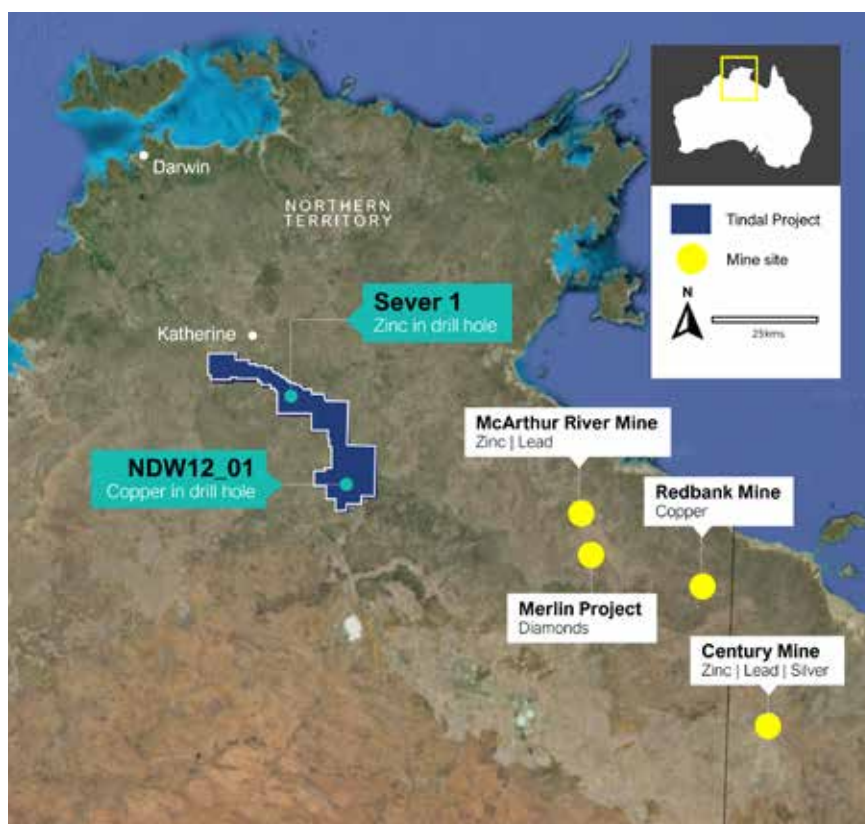 Darwin
NORTHERN
TERRITORY
Tindal Project
Mine site
N
25kms
Sever 1
Zinc in drill hole
Katherine
NDW12_01
Copper in drill hole
McArthur River Mine
Zinc | Lead
Redbank Mine
Copper
Merlin Project
Diamonds
Century Mine
Zinc | Lead | Silver